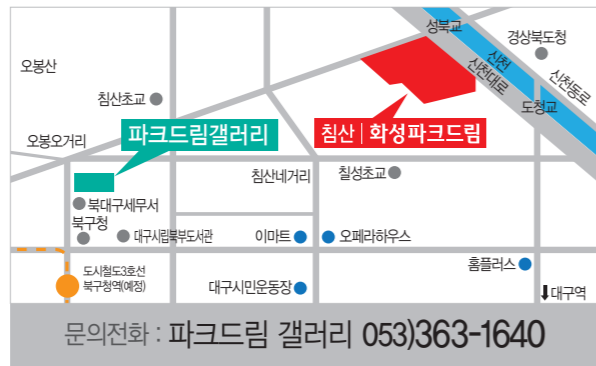 성북교
경상북도청
오봉산
신천
신천대로
신천동로
침산초교
도청교
파크드림갤러리
침산 | 화성파크드림
오봉오거리
침산네거리
칠성초교
북대구세무서
북구청
대구시립북부도서관
이마트
오페라하우스
도시철도3호선
북구청역(예정)
홈플러스
대구시민운동장
⬇대구역
문의전화 : 파크드림 갤러리 053)363-1640